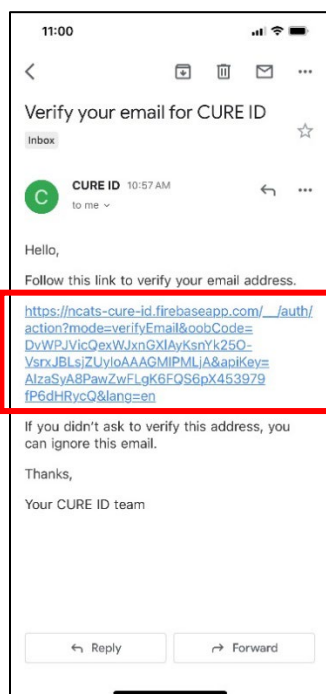 11:00
Verify your email for CURE ID
Inbox
C
CURE ID 10:57 AM
to me
Hello,
Follow this link to verify your email address.
https://ncats-cure-id.firebaseapp.com/__/auth/
action?mode=verifyEmail&oobCode=
DvWPJVicQexWJxnGXlAyKsnYk25O-
VsrxJBLsjZUyloAAAGMIPMLjA&apiKey=
AIzaSyA8PawZwFLgK6FQS6pX453979
fP6dHRycQ&lang=en
If you didn't ask to verify this address, you
can ignore this email.
Thanks,
Your CURE ID team
Reply
Forward